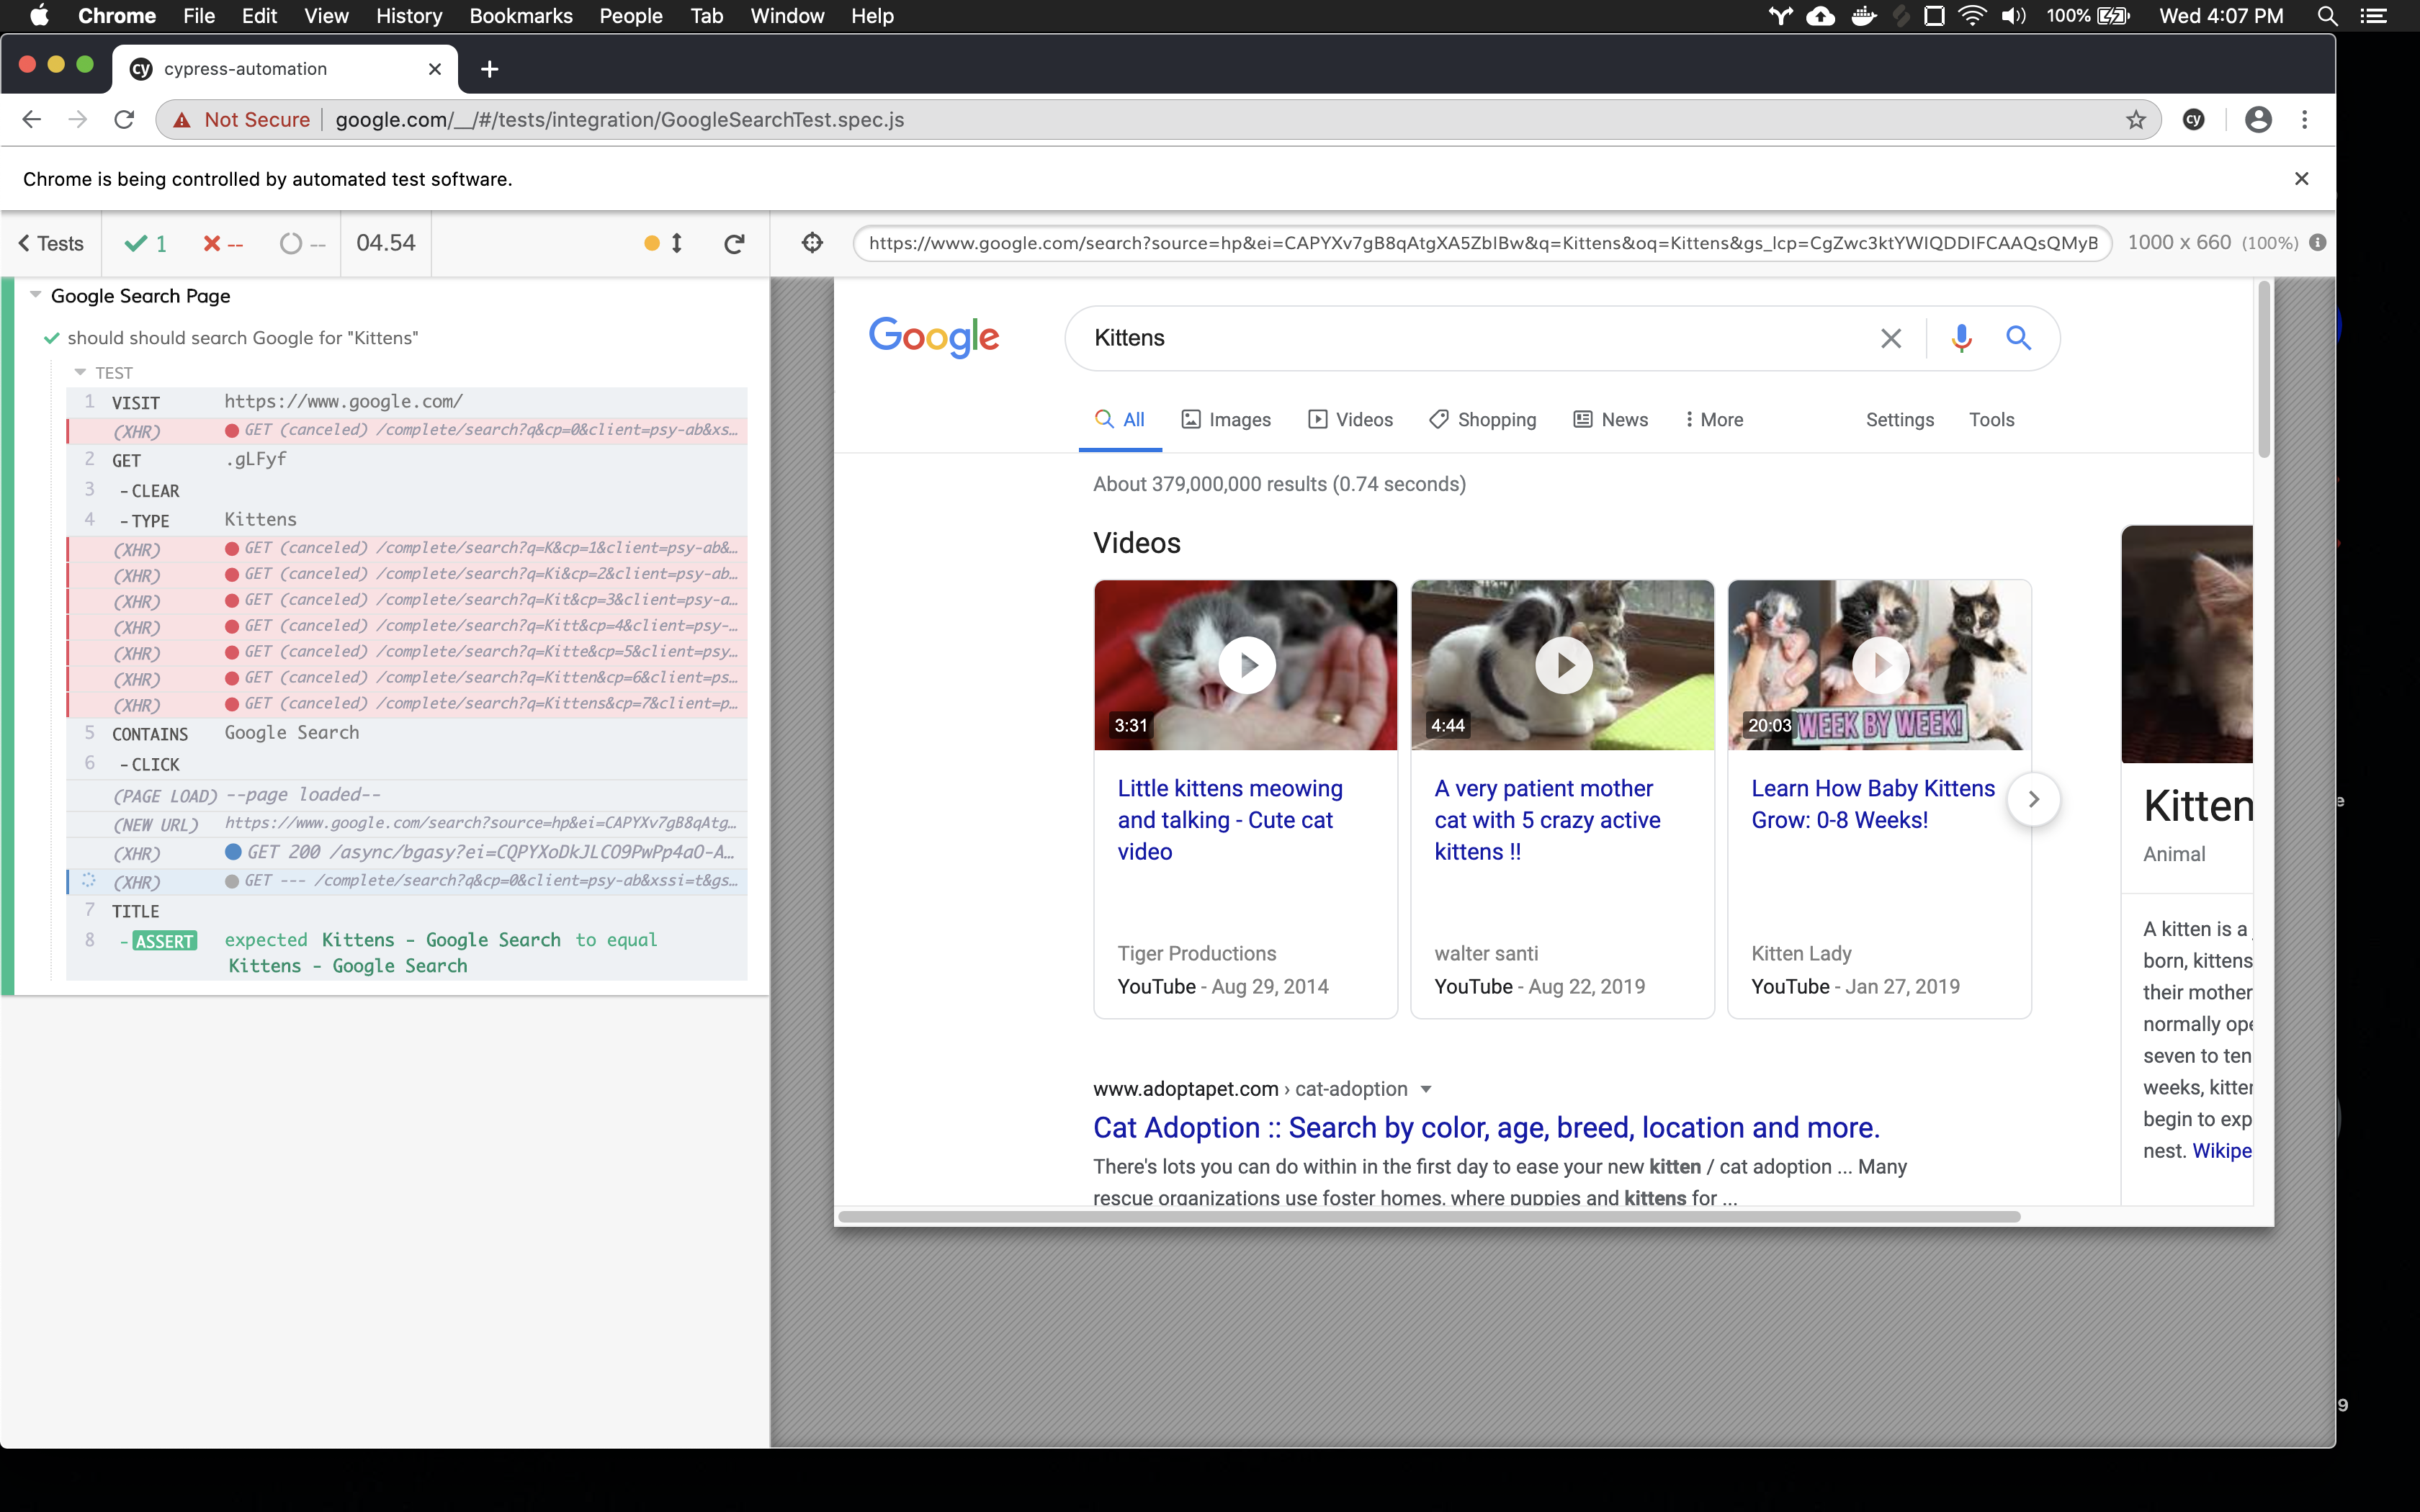 Chrome File Edit View History Bookmarks People Tab Window Help 100% Wed 4:07 PM
cy cypress-automation
Not Secure google.com/__/#/tests/integration/GoogleSearchTest.spec.js cy
Chrome is being controlled by automated test software.
Tests 1 -- -- 04.54
https://www.google.com/search?source=hp&ei=CAPYXv7gB8qAtgXA5ZbIBw&q=Kittens&oq=Kittens&gs_lcp=CgZwc3ktYWIQDDIFCAAQsQMyB 1000 x 660 (100%)
Google Search Page
should should search Google for "Kittens"
TEST
1 VISIT https://www.google.com/
(XHR) GET (canceled) /complete/search?q&cp=0&client=psy-ab&xs...
2 GET .gLFyf
3 -CLEAR
4 -TYPE Kittens
(XHR) GET (canceled) /complete/search?q=K&cp=1&client=psy-ab&...
(XHR) GET (canceled) /complete/search?q=Ki&cp=2&client=psy-ab...
(XHR) GET (canceled) /complete/search?q=Kit&cp=3&client=psy-a...
(XHR) GET (canceled) /complete/search?q=Kitt&cp=4&client=psy-...
(XHR) GET (canceled) /complete/search?q=Kitte&cp=5&client=psy...
(XHR) GET (canceled) /complete/search?q=Kitten&cp=6&client=ps...
(XHR) GET (canceled) /complete/search?q=Kittens&cp=7&client=p...
5 CONTAINS Google Search
6 -CLICK
(PAGE LOAD) --page loaded--
(NEW URL) https://www.google.com/search?source=hp&ei=CAPYXv7gB8qAtg...
(XHR) GET 200 /async/bgasy?ei=CQPYXoDkJLCO9PwPp4aO-A...
(XHR) GET --- /complete/search?q&cp=0&client=psy-ab&xssi=t&gs...
7 TITLE
8 -ASSERT expected Kittens - Google Search to equal
Kittens - Google Search
Google Kittens
All Images Videos Shopping News More Settings Tools
About 379,000,000 results (0.74 seconds)
Videos
3:31 4:44 20:03 WEEK BY WEEK!
Little kittens meowing
and talking - Cute cat
video
Tiger Productions
YouTube - Aug 29, 2014
A very patient mother
cat with 5 crazy active
kittens !!
walter santi
YouTube - Aug 22, 2019
Learn How Baby Kittens
Grow: 0-8 Weeks!
Kitten Lady
YouTube - Jan 27, 2019
www.adoptapet.com › cat-adoption
Cat Adoption :: Search by color, age, breed, location and more.
There's lots you can do within in the first day to ease your new kitten / cat adoption ... Many
rescue organizations use foster homes, where puppies and kittens for ...
Kitten
Animal
A kitten is a
born, kittens
their mother
normally ope
seven to ten
weeks, kitte
begin to exp
nest. Wikipe
e
9